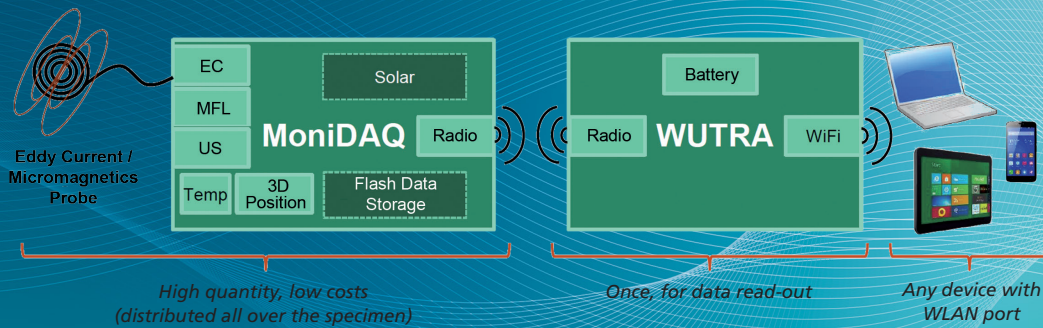 EC
MFL
US
Temp
3D
Position
Solar
MoniDAQ
Radio
Flash Data
Storage
Eddy Current /
Micromagnetics
Probe
Battery
Radio
WUTRA
WiFi
High quantity, low costs
(distributed all over the specimen)
Once, for data read-out
Any device with
WLAN port